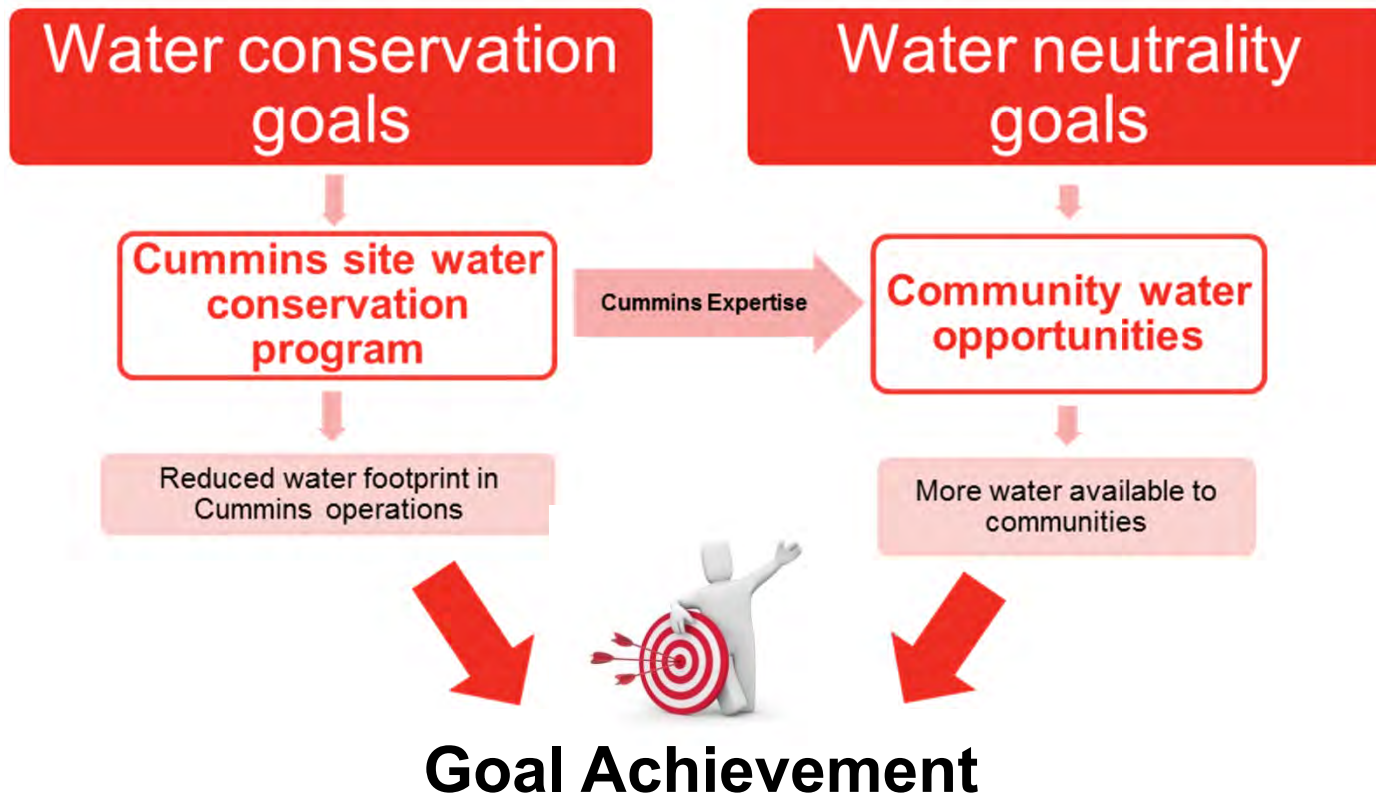 Water conservation
goals
Water neutrality
goals
Cummins site water
conservation
program
Cummins Expertise
Community water
opportunities
Reduced water footprint in
Cummins operations
More water available to
communities
Goal Achievement